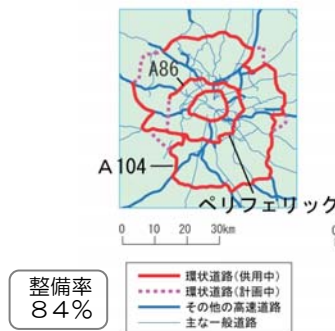 A86
A104
ペリフェリック
0 10 20 30km
整備率
84%
環状道路(供用中)
環状道路(計画中)
その他の高速道路
主な一般道路